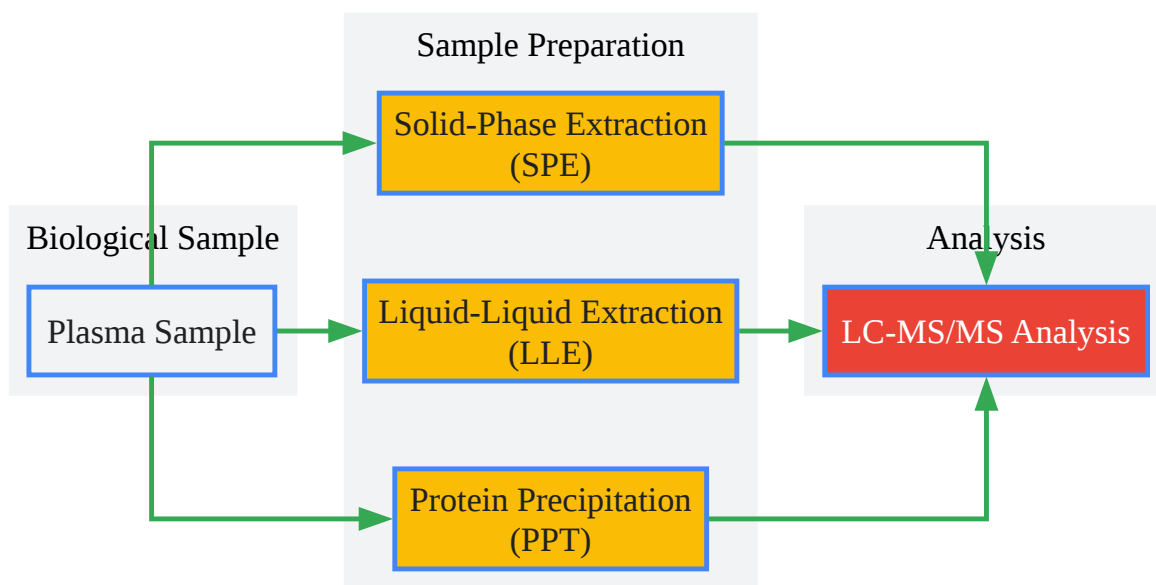 Sample Preparation
Solid-Phase Extraction
(SPE)
Biological Sample
Plasma Sample
Liquid-Liquid Extraction
(LLE)
Analysis
LC-MS/MS Analysis
Protein Precipitation
(PPT)